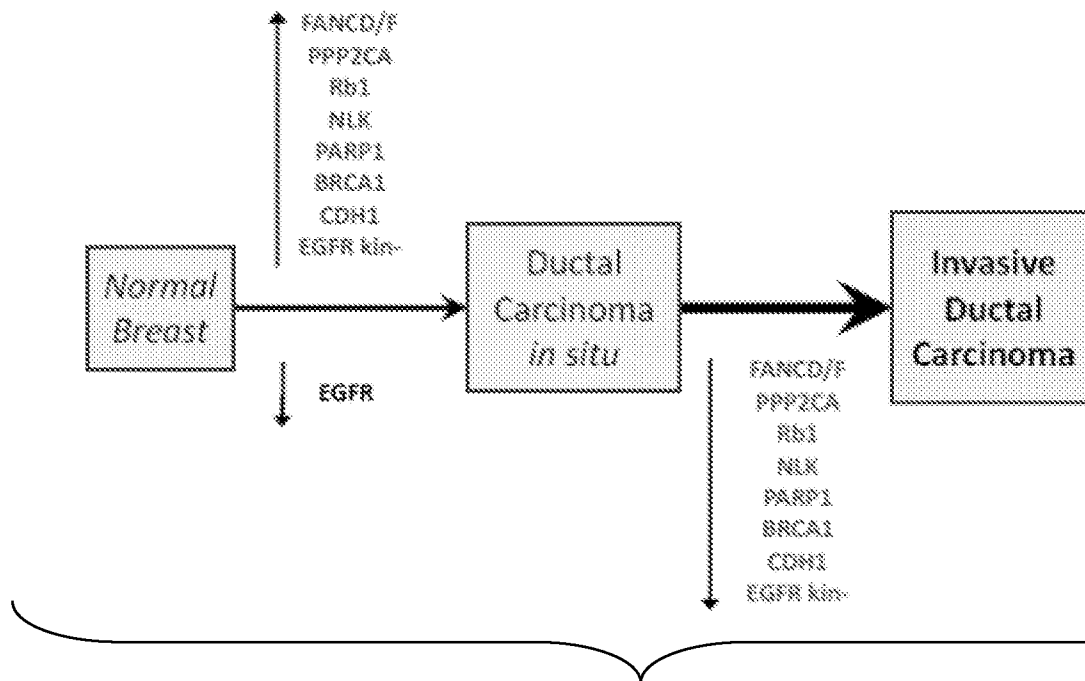 FANCD/F
PPP2CA
Rb1
NLK
PARP1
BRCA1
CDH1
EGFR kin-
Normal
Breast
EGFR
Ductal
Carcinoma
in situ
FANCD/F
PPP2CA
Rb1
NLK
PARP1
BRCA1
CDH1
EGFR kin-
Invasive
Ductal
Carcinoma